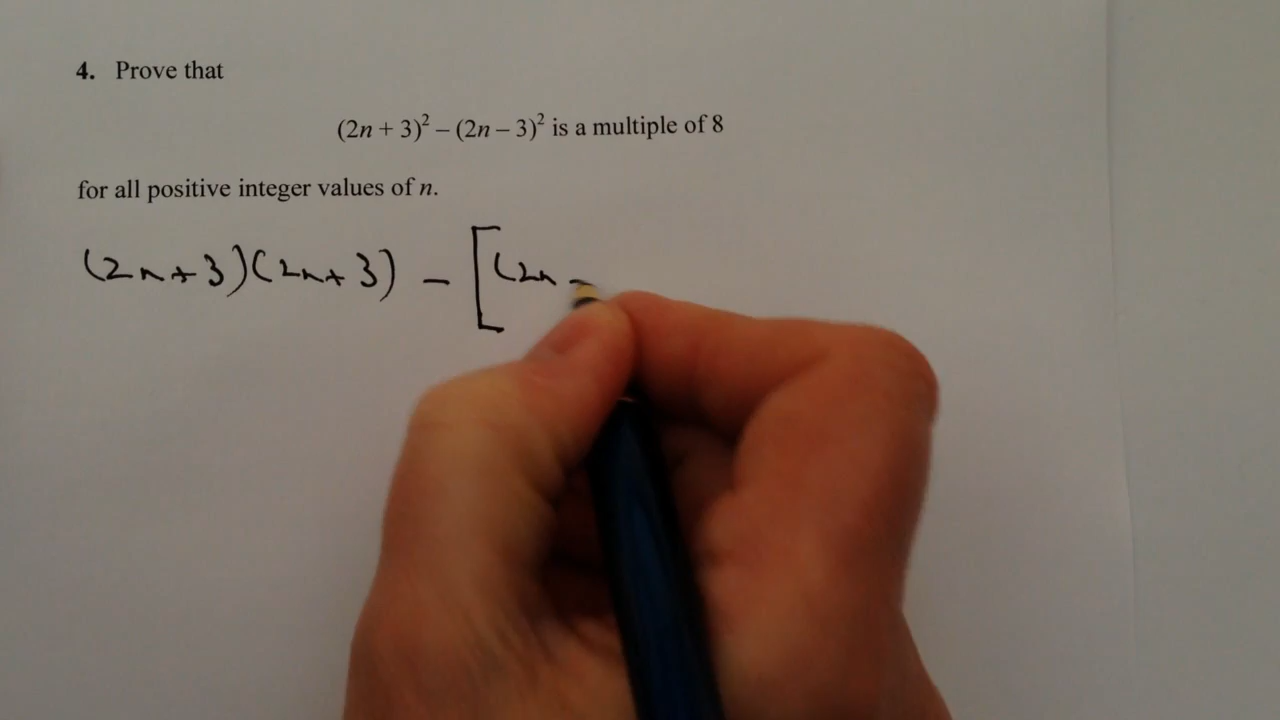 4. Prove that
(2n + 3)² – (2n – 3)² is a multiple of 8
for all positive integer values of n.
(2n+3)(2n+3) – [(2n –